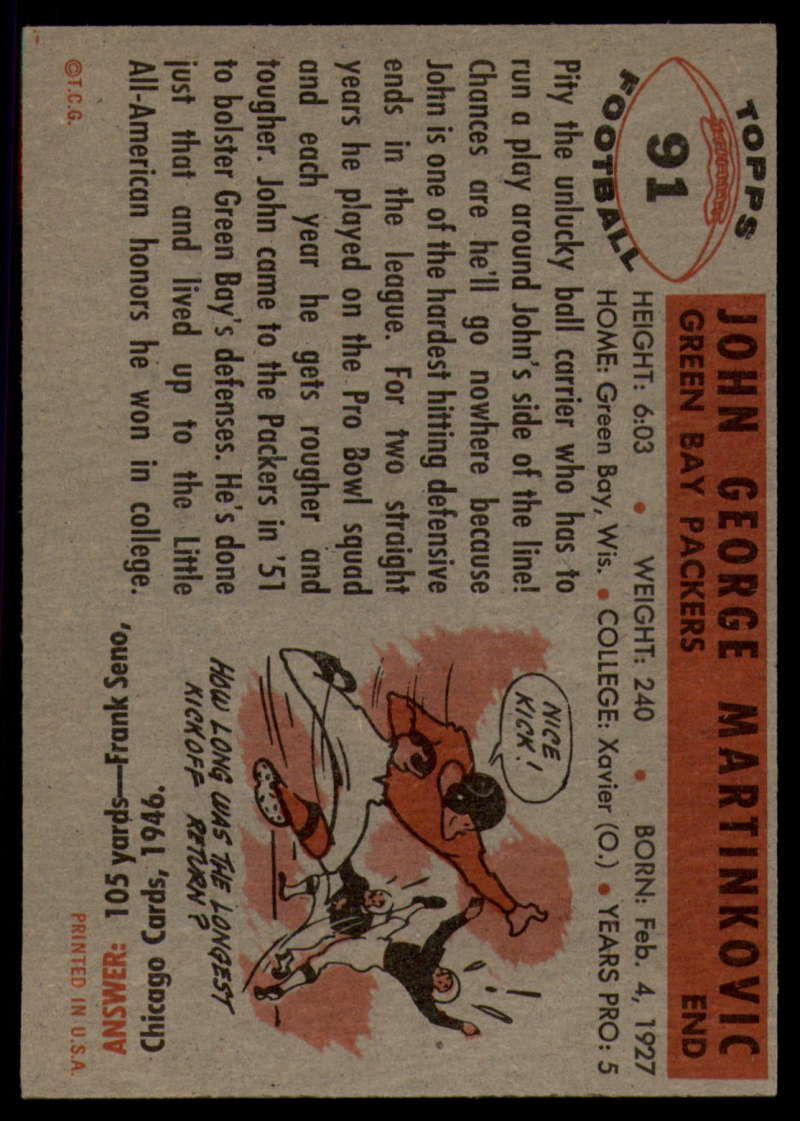 TOPPS
91
FOOTBALL
JOHN GEORGE MARTINKOVIC
GREEN BAY PACKERS END
HEIGHT: 6:03 • WEIGHT: 240 • BORN: Feb. 4, 1927
HOME: Green Bay, Wis. • COLLEGE: Xavier (O.) • YEARS PRO: 5
Pity the unlucky ball carrier who has to
run a play around John's side of the line!
Chances are he'll go nowhere because
John is one of the hardest hitting defensive
ends in the league. For two straight
years he played on the Pro Bowl squad
and each year he gets rougher and
tougher. John came to the Packers in '51
to bolster Green Bay's defenses. He's done
just that and lived up to the Little
All-American honors he won in college.
©T.C.G.
NICE
KICK!
HOW LONG WAS THE LONGEST
KICKOFF RETURN?
ANSWER: 105 yards—Frank Seno,
Chicago Cards, 1946.
PRINTED IN U.S.A.